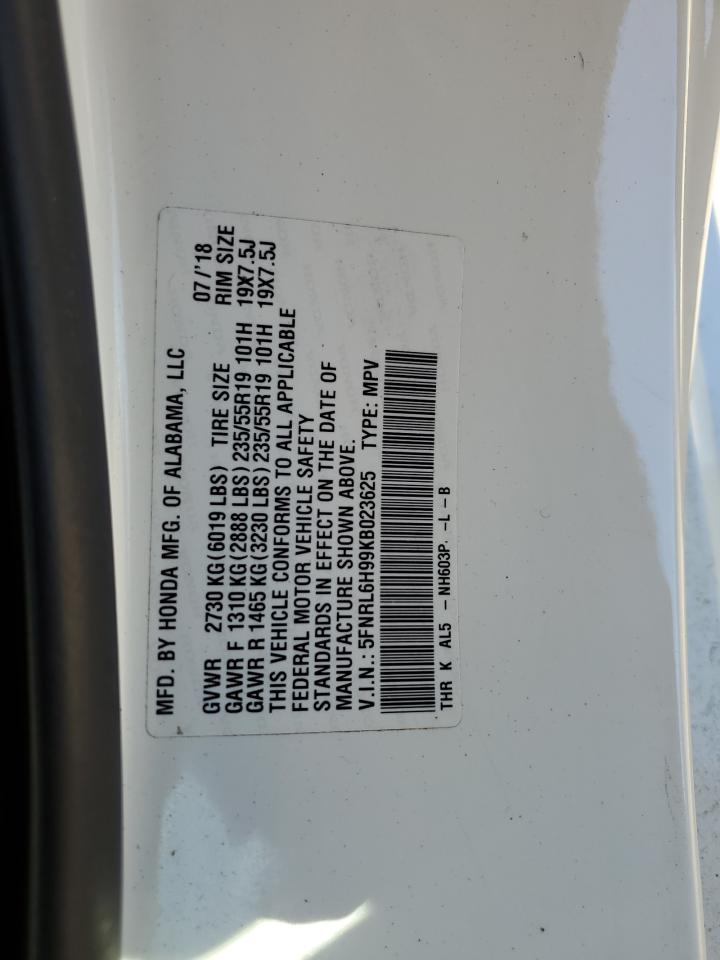 MFD. BY HONDA MFG. OF ALABAMA, LLC 07/'18
GVWR 2730 KG(6019 LBS) TIRE SIZE RIM SIZE
GAWR F 1310 KG(2888 LBS)235/55R19 101H 19X7.5J
GAWR R 1465 KG(3230 LBS)235/55R19 101H 19X7.5J
THIS VEHICLE CONFORMS TO ALL APPLICABLE
FEDERAL MOTOR VEHICLE SAFETY
STANDARDS IN EFFECT ON THE DATE OF
MANUFACTURE SHOWN ABOVE.
V.I.N.:5FNRL6H99KB023625 TYPE: MPV
THR K AL5 -NH603P. -L-B